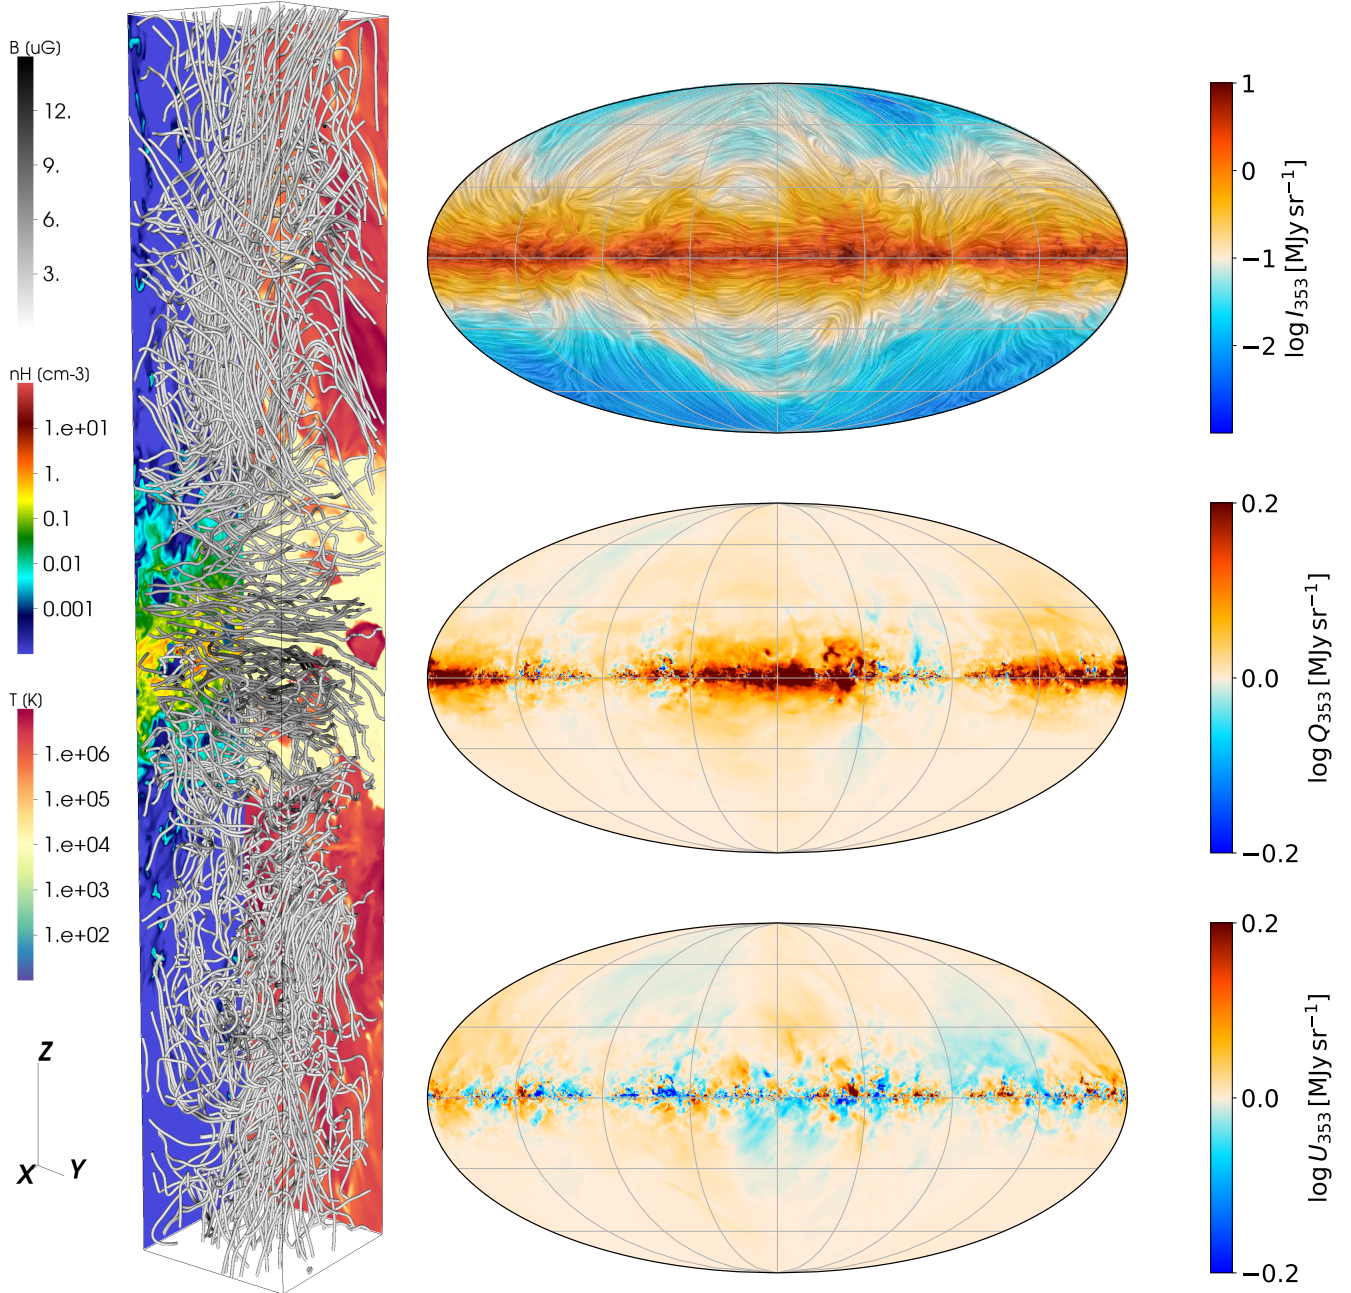 B (uG)
12.
9.
6.
3.
nH (cm-3)
1.e+01
1.
0.1
0.01
0.001
T (K)
1.e+06
1.e+05
1.e+04
1.e+03
1.e+02
Z
X
Y
1
0
−1
−2
log I353 [MJy sr−1]
0.2
0.0
−0.2
log Q353 [MJy sr−1]
0.2
0.0
−0.2
log U353 [MJy sr−1]